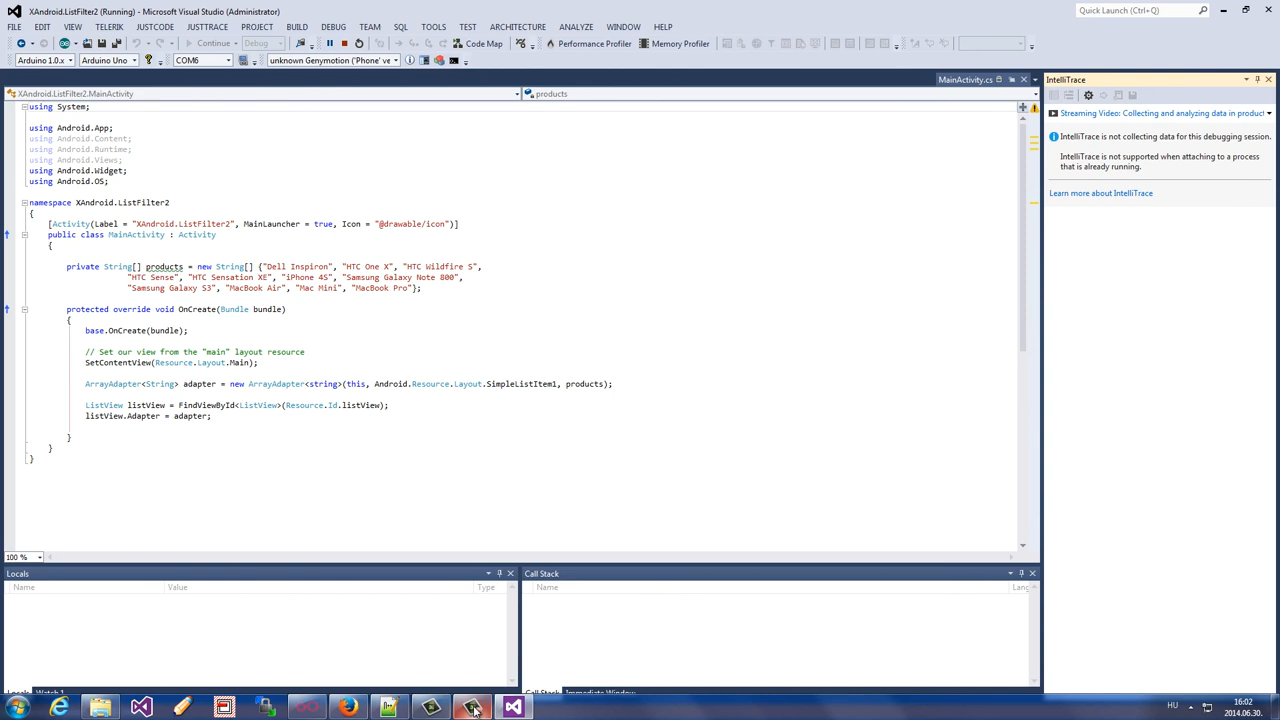 XAndroid.ListFilter2 (Running) - Microsoft Visual Studio (Administrator)
Quick Launch (Ctrl+Q)
FILE EDIT VIEW TELERIK JUSTCODE JUSTTRACE PROJECT BUILD DEBUG TEAM SQL TOOLS TEST ARCHITECTURE ANALYZE WINDOW HELP
Continue Debug Code Map Performance Profiler Memory Profiler
Arduino 1.0.x Arduino Uno COM6 unknown Genymotion ('Phone' ve
MainActivity.cs
IntelliTrace
XAndroid.ListFilter2.MainActivity
products
using System;
using Android.App;
using Android.Content;
using Android.Runtime;
using Android.Views;
using Android.Widget;
using Android.OS;
namespace XAndroid.ListFilter2
{
[Activity(Label = "XAndroid.ListFilter2", MainLauncher = true, Icon = "@drawable/icon")]
public class MainActivity : Activity
{
private String[] products = new String[] {"Dell Inspiron", "HTC One X", "HTC Wildfire S",
"HTC Sense", "HTC Sensation XE", "iPhone 4S", "Samsung Galaxy Note 800",
"Samsung Galaxy S3", "MacBook Air", "Mac Mini", "MacBook Pro"};
protected override void OnCreate(Bundle bundle)
{
base.OnCreate(bundle);
// Set our view from the "main" layout resource
SetContentView(Resource.Layout.Main);
ArrayAdapter<String> adapter = new ArrayAdapter<string>(this, Android.Resource.Layout.SimpleListItem1, products);
ListView listView = FindViewById<ListView>(Resource.Id.listView);
listView.Adapter = adapter;
}
}
}
Streaming Video: Collecting and analyzing data in product
IntelliTrace is not collecting data for this debugging session.
IntelliTrace is not supported when attaching to a process
that is already running.
Learn more about IntelliTrace
100 %
Locals
Name Value Type
Call Stack
Name Lang
Locals Watch 1
Call Stack Immediate Window
HU
16:02
2014.06.30.